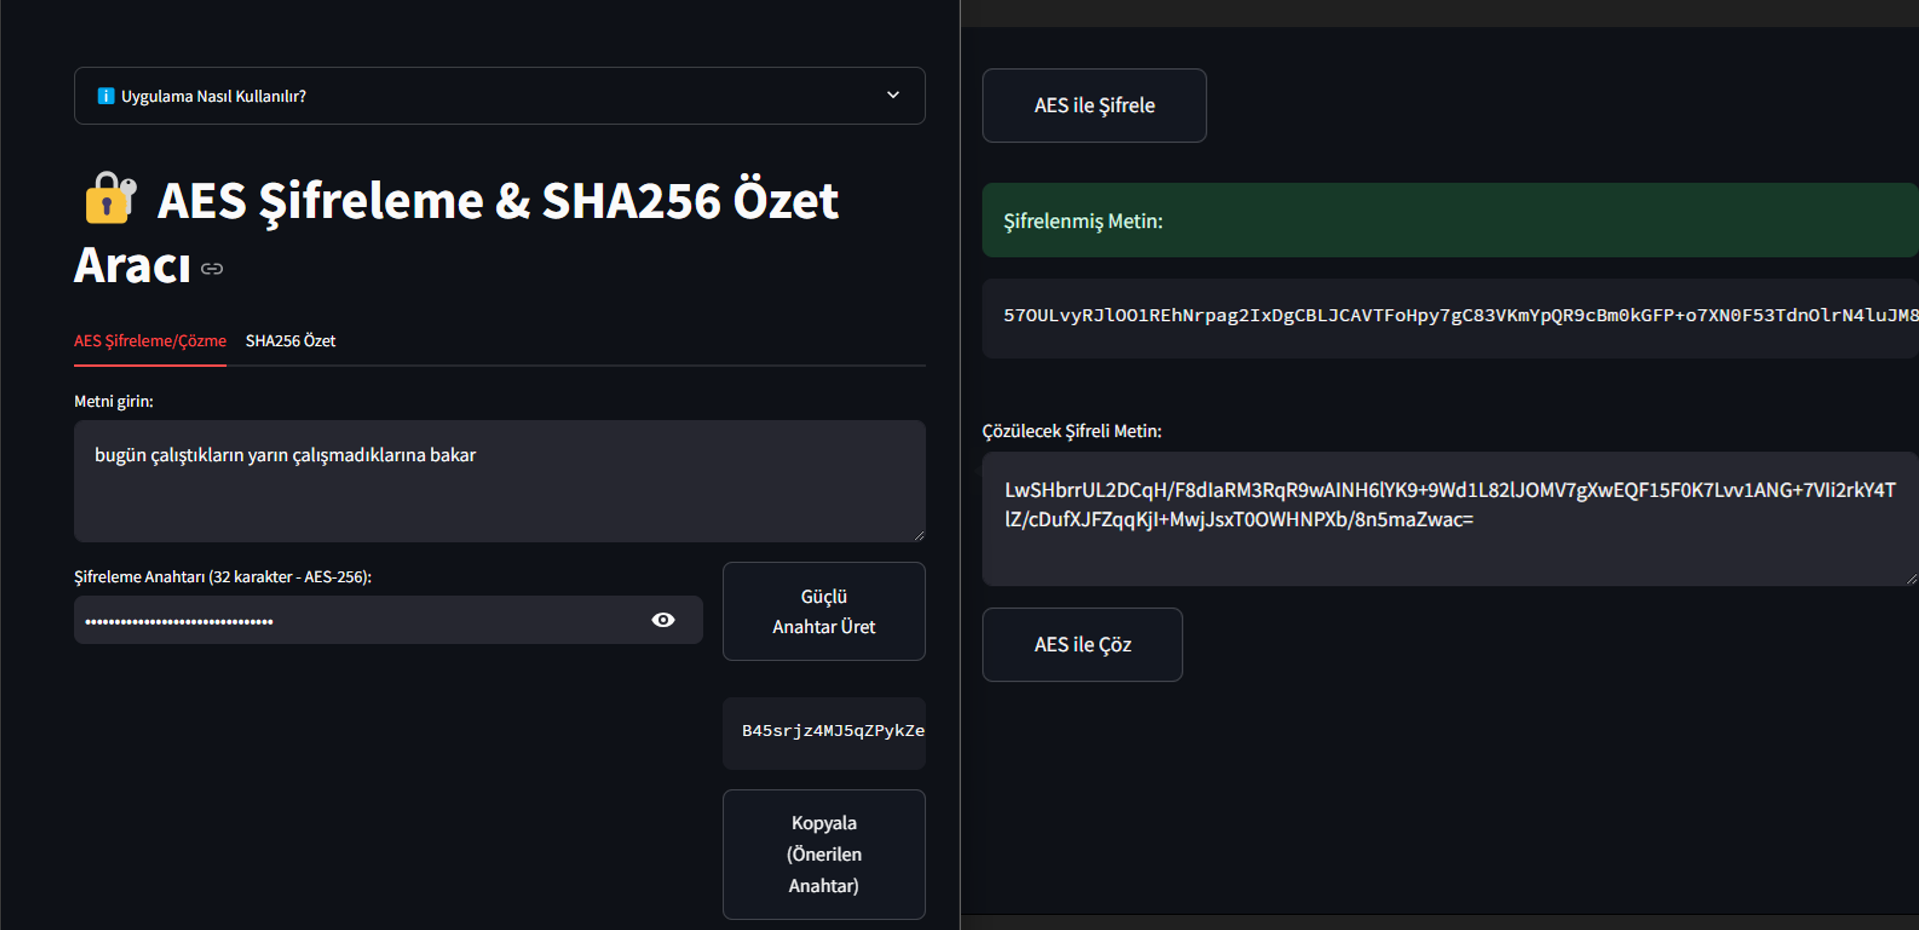 Uygulama Nasıl Kullanılır?
AES Şifreleme & SHA256 Özet
Aracı
AES Şifreleme/Çözme SHA256 Özet
Metni girin:
bugün çalıştıkların yarın çalışmadıklarına bakar
Şifreleme Anahtarı (32 karakter - AES-256):
Güçlü
Anahtar Üret
B45srjz4MJ5qZPykZe
Kopyala
(Önerilen
Anahtar)
AES ile Şifrele
Şifrelenmiş Metin:
57OULvyRJlOO1REhNrpag2IxDgCBLJCAVTFoHpy7gC83VKmYpQR9cBm0kGFP+o7XN0F53TdnOlrN4luJM8
Çözülecek Şifreli Metin:
LwSHbrrUL2DCqH/F8dIaRM3RqR9wAINH6lYK9+9Wd1L82lJOMV7gXwEQF15F0K7Lvv1ANG+7VIi2rkY4T
lZ/cDufXJFZqqKjI+MwjJsxT0OWHNPXb/8n5maZwac=
AES ile Çöz